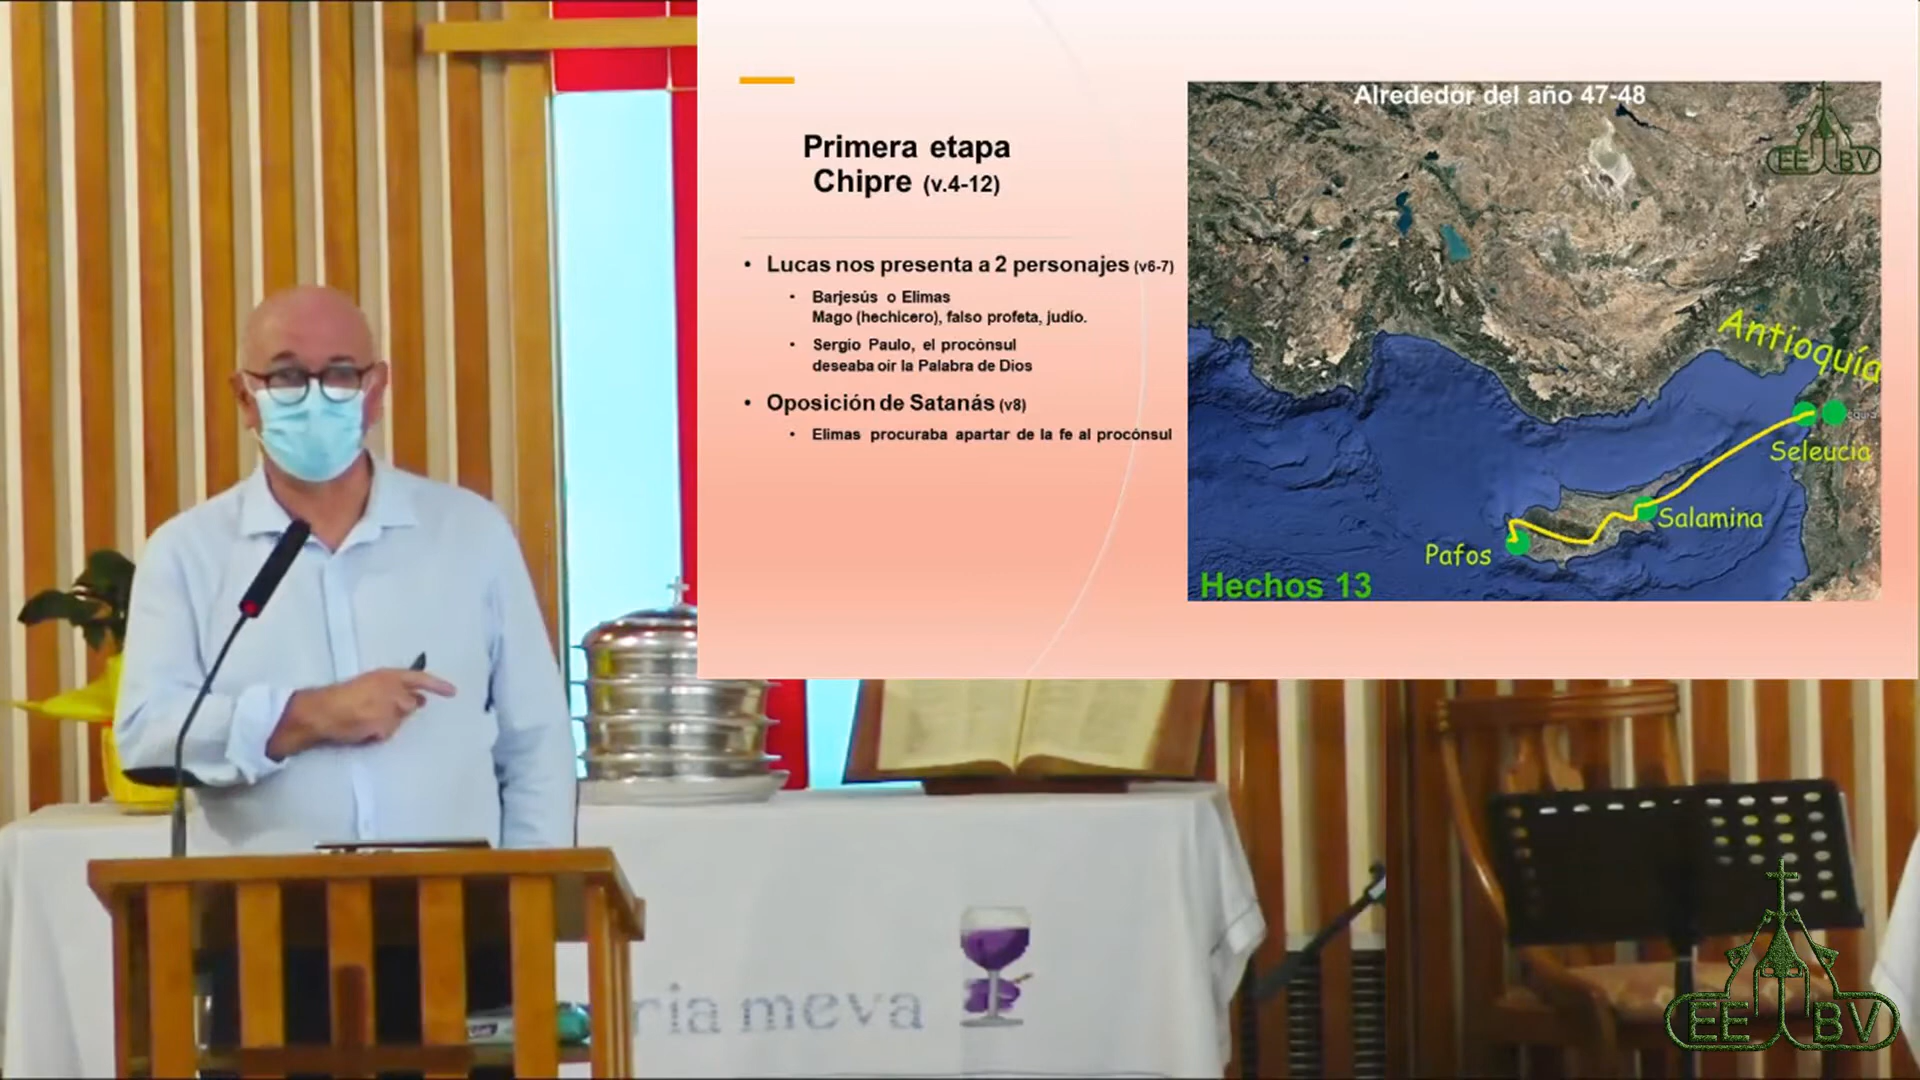 Primera etapa
Chipre (v.4-12)
• Lucas nos presenta a 2 personajes (v6-7)
• Barjesús o Elimas
Mago (hechicero), falso profeta, judío.
• Sergio Paulo, el procónsul
deseaba oír la Palabra de Dios
• Oposición de Satanás (v8)
• Elimas procuraba apartar de la fe al procónsul
Alrededor del año 47-48
EE BV
Antioquía
Seleucia
Salamina
Pafos
Hechos 13
ria meva
EE BV